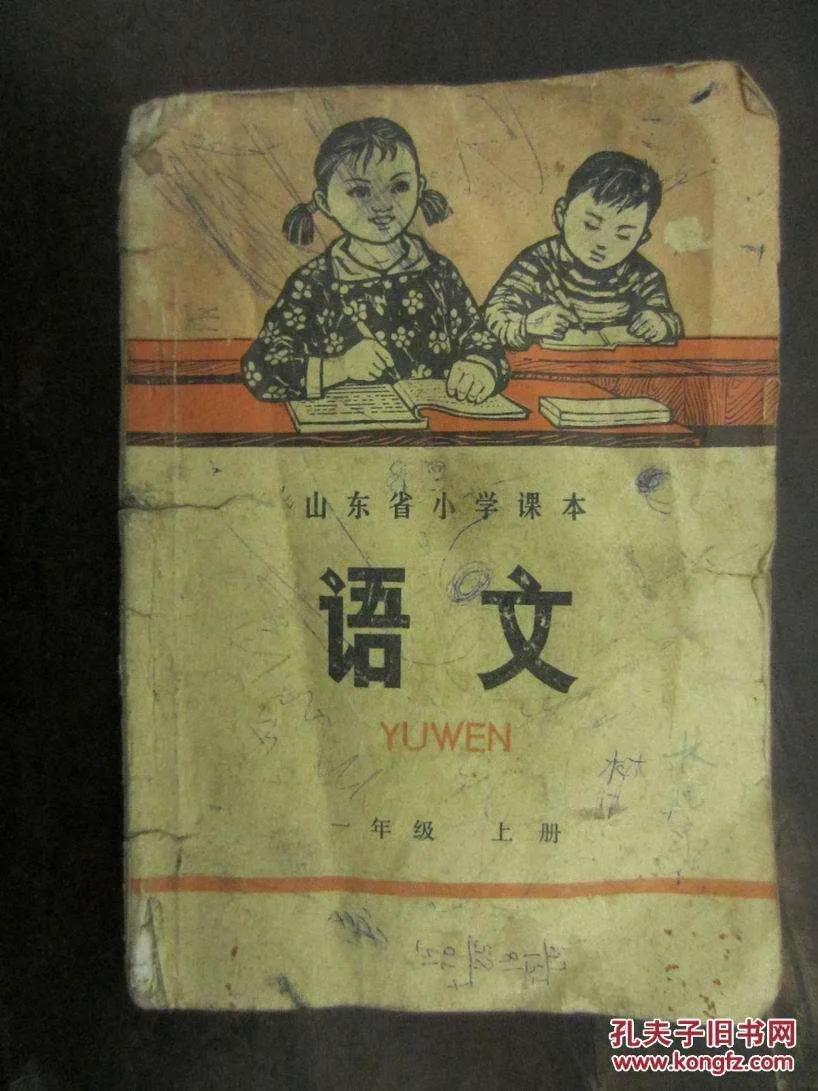 山东省小学课本
语文
YUWEN
一年级 上册
孔夫子旧书网
www.kongfz.com